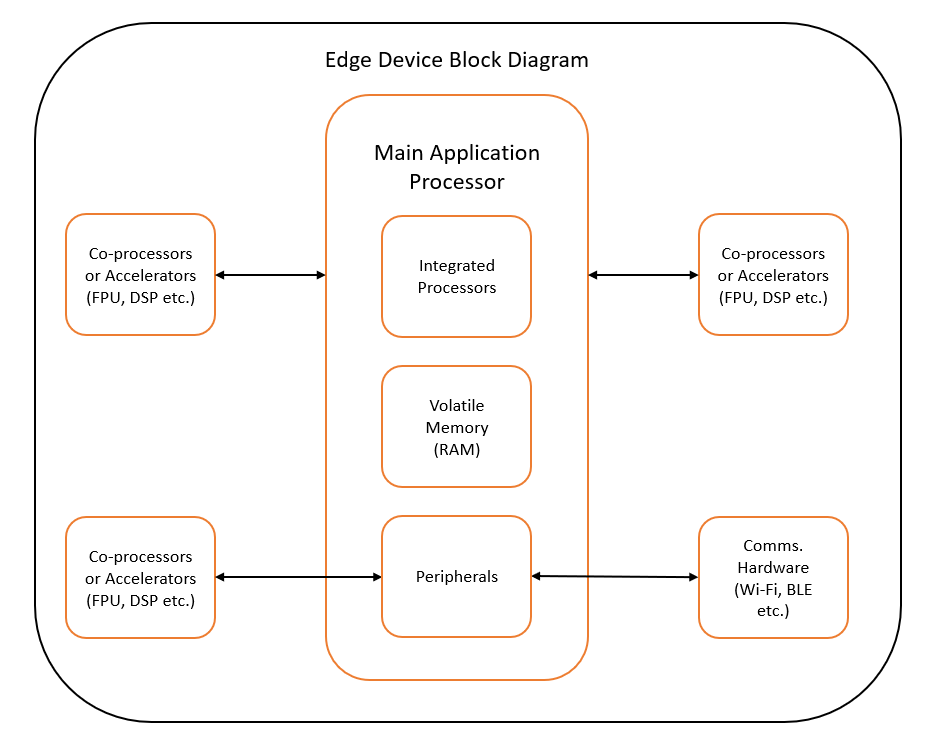 Edge Device Block Diagram
Main Application
Processor
Co-processors
or Accelerators
(FPU, DSP etc.)
Integrated
Processors
Co-processors
or Accelerators
(FPU, DSP etc.)
Volatile
Memory
(RAM)
Co-processors
or Accelerators
(FPU, DSP etc.)
Peripherals
Comms.
Hardware
(Wi-Fi, BLE
etc.)